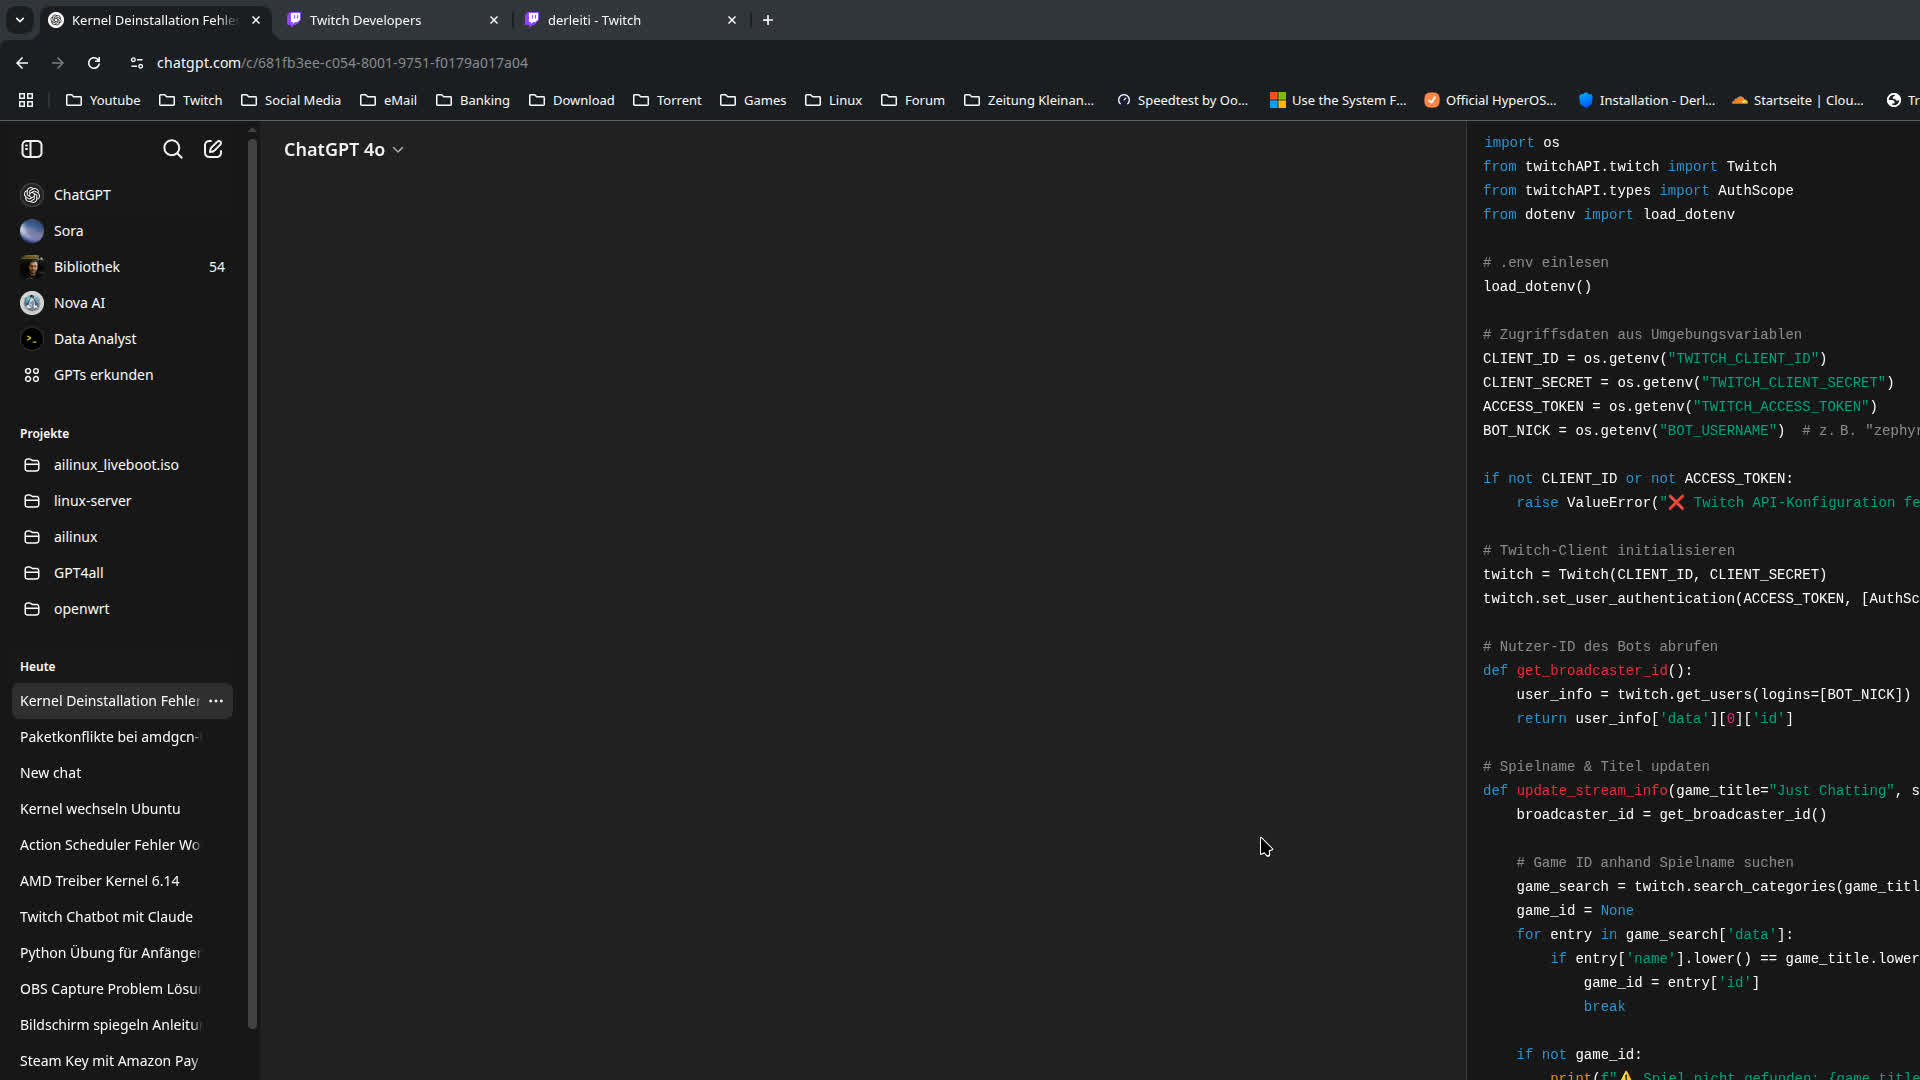 Kernel Deinstallation Fehle
Twitch Developers
derleiti - Twitch
chatgpt.com/c/681fb3ee-c054-8001-9751-f0179a017a04
Youtube
Twitch
Social Media
eMail
Banking
Download
Torrent
Games
Linux
Forum
Zeitung Kleinan...
Speedtest by Oo...
Use the System F...
Official HyperOS...
Installation - Derl...
Startseite | Clou...
Tr
ChatGPT 4o
ChatGPT
Sora
Bibliothek 54
Nova AI
Data Analyst
GPTs erkunden
Projekte
ailinux_liveboot.iso
linux-server
ailinux
GPT4all
openwrt
Heute
Kernel Deinstallation Fehler
Paketkonflikte bei amdgcn-
New chat
Kernel wechseln Ubuntu
Action Scheduler Fehler Wo
AMD Treiber Kernel 6.14
Twitch Chatbot mit Claude
Python Übung für Anfänger
OBS Capture Problem Lösu
Bildschirm spiegeln Anleitu
Steam Key mit Amazon Pay
import os
from twitchAPI.twitch import Twitch
from twitchAPI.types import AuthScope
from dotenv import load_dotenv
# .env einlesen
load_dotenv()
# Zugriffsdaten aus Umgebungsvariablen
CLIENT_ID = os.getenv("TWITCH_CLIENT_ID")
CLIENT_SECRET = os.getenv("TWITCH_CLIENT_SECRET")
ACCESS_TOKEN = os.getenv("TWITCH_ACCESS_TOKEN")
BOT_NICK = os.getenv("BOT_USERNAME")  # z. B. "zephy
if not CLIENT_ID or not ACCESS_TOKEN:
    raise ValueError("❌ Twitch API-Konfiguration fe
# Twitch-Client initialisieren
twitch = Twitch(CLIENT_ID, CLIENT_SECRET)
twitch.set_user_authentication(ACCESS_TOKEN, [AuthSc
# Nutzer-ID des Bots abrufen
def get_broadcaster_id():
    user_info = twitch.get_users(logins=[BOT_NICK])
    return user_info['data'][0]['id']
# Spielname & Titel updaten
def update_stream_info(game_title="Just Chatting", s
    broadcaster_id = get_broadcaster_id()
    # Game ID anhand Spielname suchen
    game_search = twitch.search_categories(game_titl
    game_id = None
    for entry in game_search['data']:
        if entry['name'].lower() == game_title.lower
            game_id = entry['id']
            break
    if not game_id:
        print(f"⚠️ Spiel nicht gefunden: {game_title